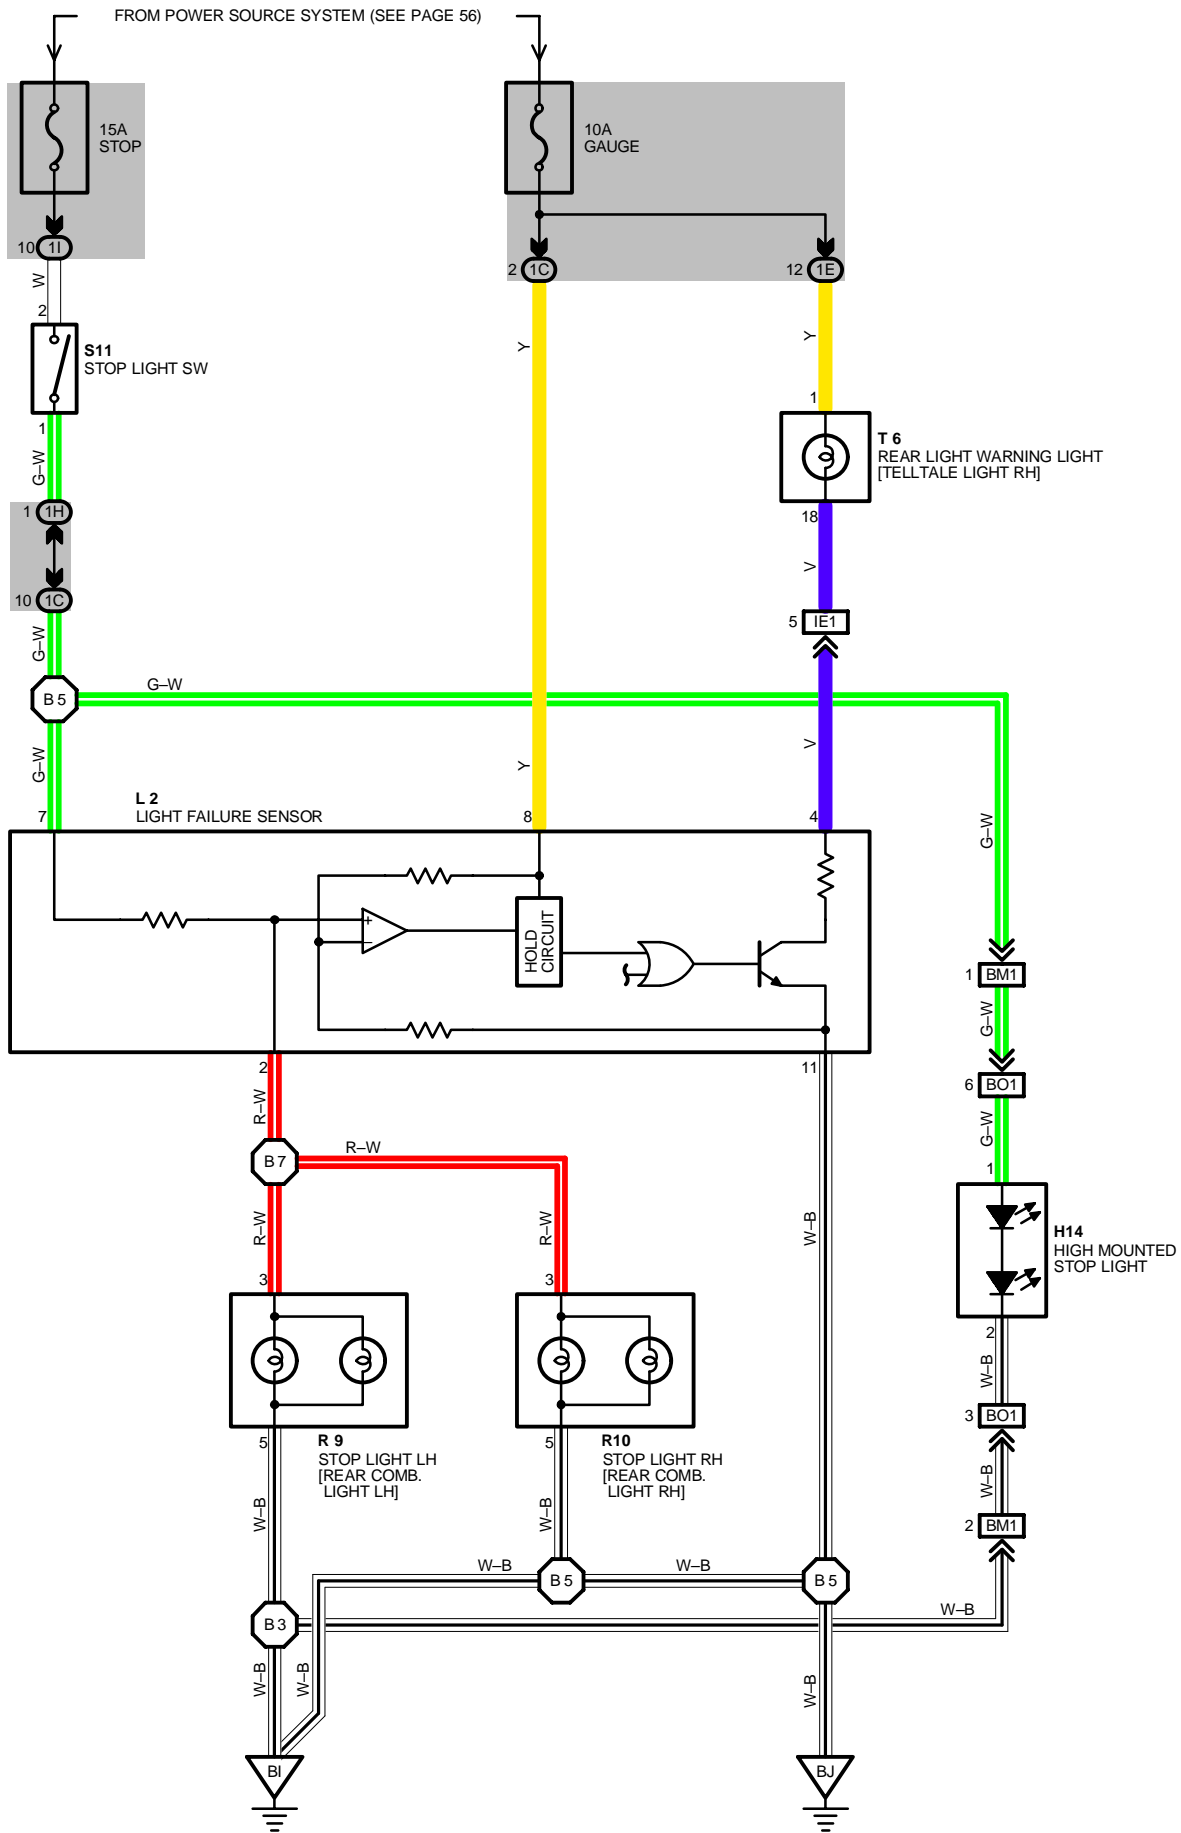 FROM POWER SOURCE SYSTEM (SEE PAGE 56)
15A
STOP
10A
GAUGE
10 1I
2 1C
12 1E
W
2
S11
STOP LIGHT SW
Y
Y
1
1
T 6
REAR LIGHT WARNING LIGHT
[TELLTALE LIGHT RH]
G–W
1 1H
18
V
10 1C
5 IE1
G–W
B 5
G–W
G–W
Y
V
L 2
LIGHT FAILURE SENSOR
7
8
4
G–W
+
–
HOLD
CIRCUIT
1 BM1
G–W
2
11
6 BO1
R–W
G–W
B 7
R–W
1
R–W
R–W
W–B
H14
HIGH MOUNTED
STOP LIGHT
3
3
2
W–B
3 BO1
5
R 9
STOP LIGHT LH
[REAR COMB.
LIGHT LH]
5
R10
STOP LIGHT RH
[REAR COMB.
LIGHT RH]
W–B
W–B
W–B
2 BM1
W–B
W–B
B 5
B 5
B 3
W–B
W–B
W–B
W–B
BI
BJ